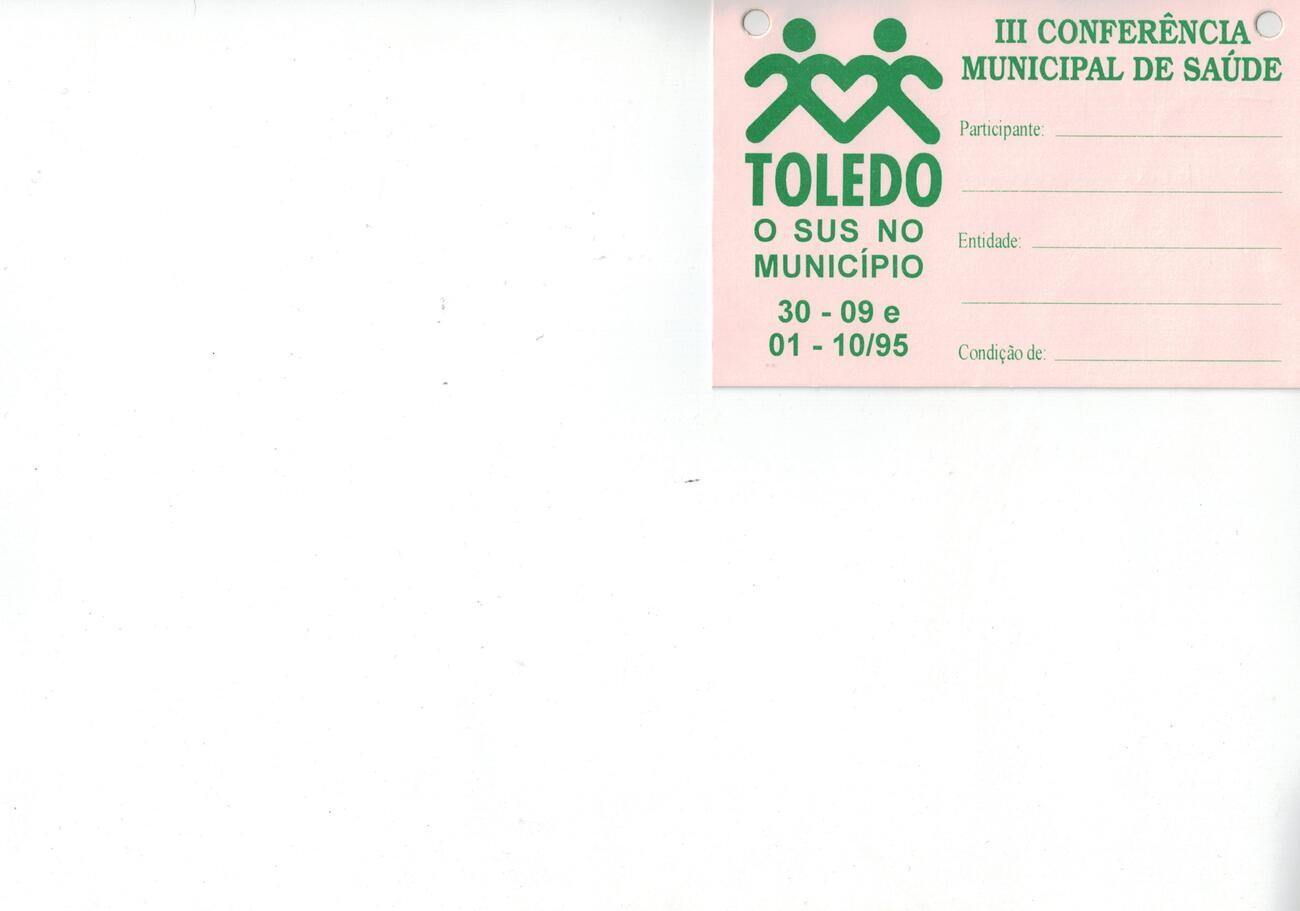 III CONFERÊNCIA
MUNICIPAL DE SAÚDE
TOLEDO
O SUS NO
MUNICÍPIO
30 - 09 e
01 - 10/95
Participante:
Entidade:
Condição de: